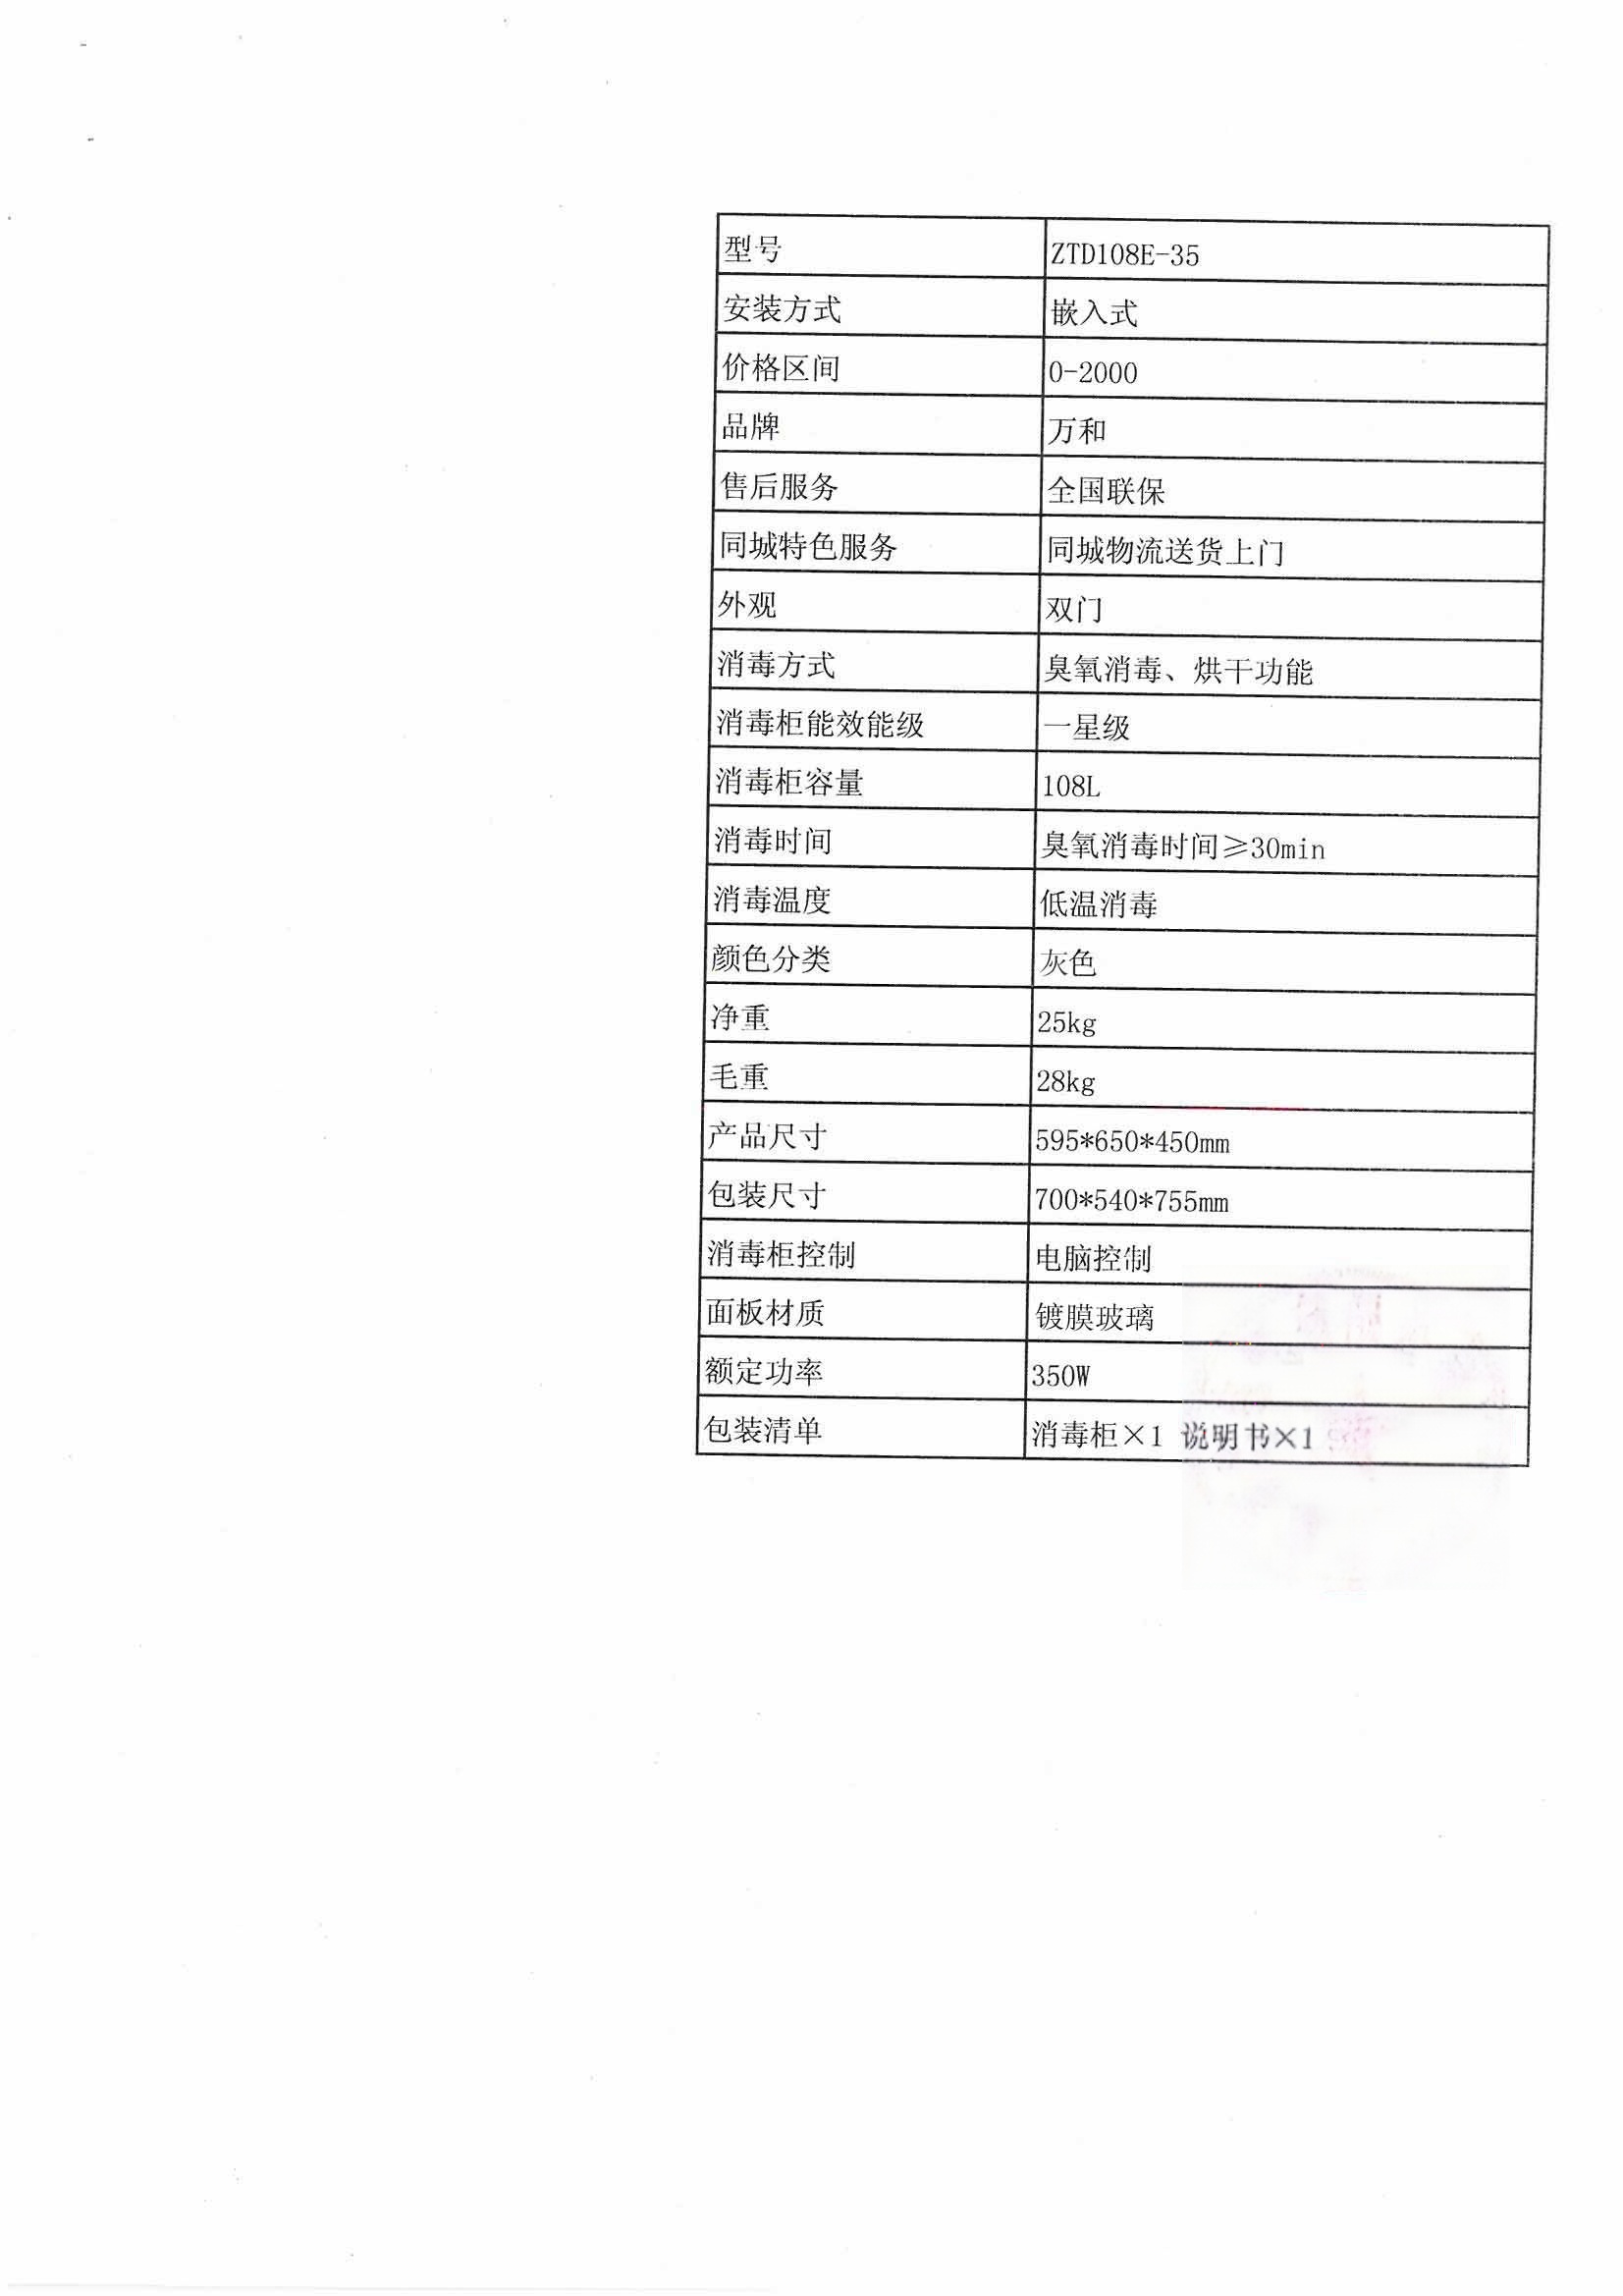 型号 ZTD108E-35
安装方式 嵌入式
价格区间 0-2000
品牌 万和
售后服务 全国联保
同城特色服务 同城物流送货上门
外观 双门
消毒方式 臭氧消毒、烘干功能
消毒柜能效能级 一星级
消毒柜容量 108L
消毒时间 臭氧消毒时间≥30min
消毒温度 低温消毒
颜色分类 灰色
净重 25kg
毛重 28kg
产品尺寸 595*650*450mm
包装尺寸 700*540*755mm
消毒柜控制 电脑控制
面板材质 镀膜玻璃
额定功率 350W
包装清单 消毒柜×1 说明书×1